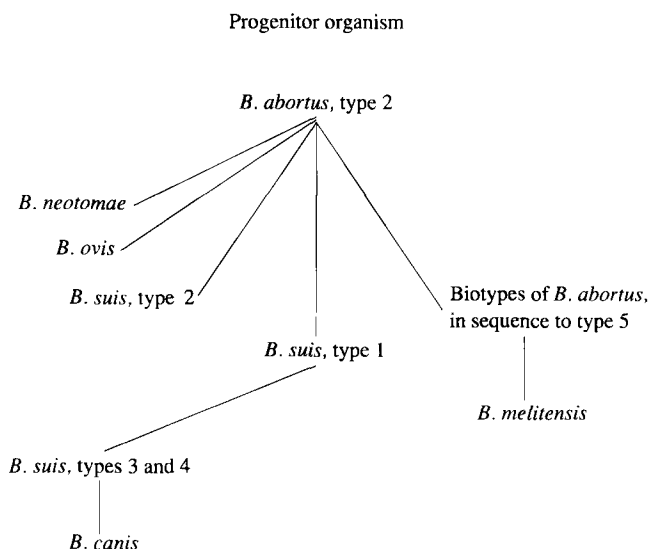 Progenitor organism
B. abortus, type 2
B. neotomae
B. ovis
B. suis, type 2
Biotypes of B. abortus,
in sequence to type 5
B. suis, type 1
B. melitensis
B. suis, types 3 and 4
B. canis